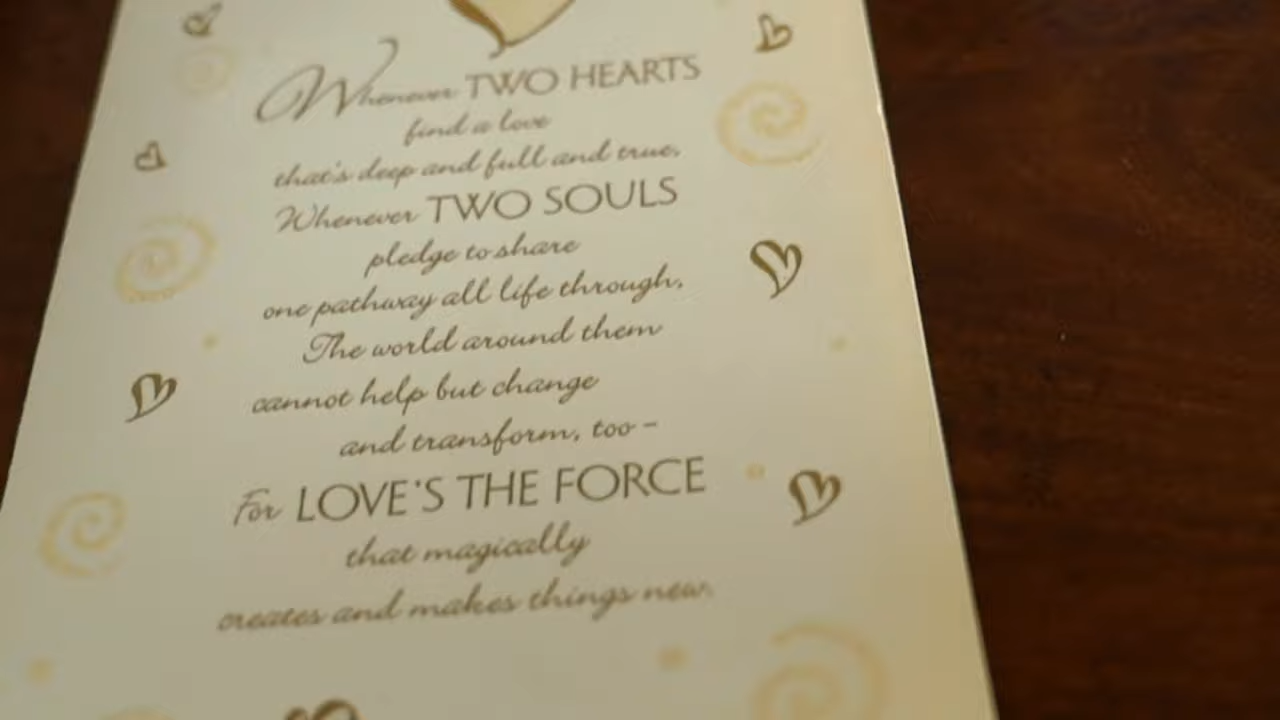 Whenever TWO HEARTS
find a love
that's deep and full and true,
Whenever TWO SOULS
pledge to share
one pathway all life through,
The world around them
cannot help but change
and transform, too –
For LOVE'S THE FORCE
that magically
creates and makes things new.